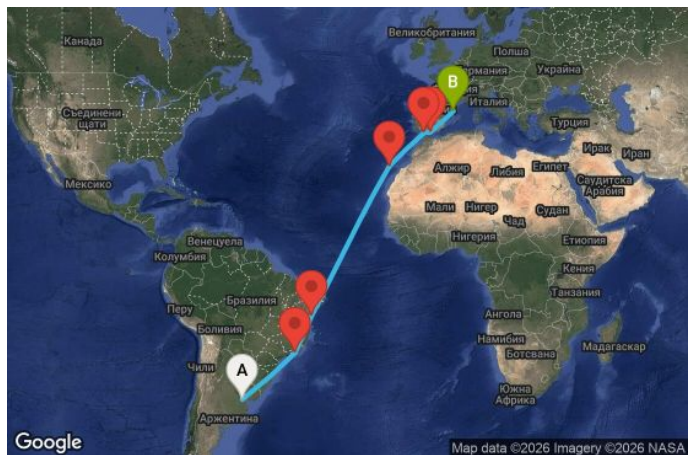 Канада
Великобритания
Полша
Германия
Украйна
Италия
Съединени
щати
Турция
Ирак
Иран
Алжир
Либия
Египет
Саудитска
Арабия
Мексико
Мали
Нигер
Судан
Чад
Венецуела
Нигерия
Етиопия
Колумбия
Кения
Перу
Бразилия
Танзания
Боливия
Ангола
Намибия
Мадагаскар
Ботсвана
Чили
Южна
Африка
Аржентина
A
B
Google
Map data ©2026 Imagery ©2026 NASA